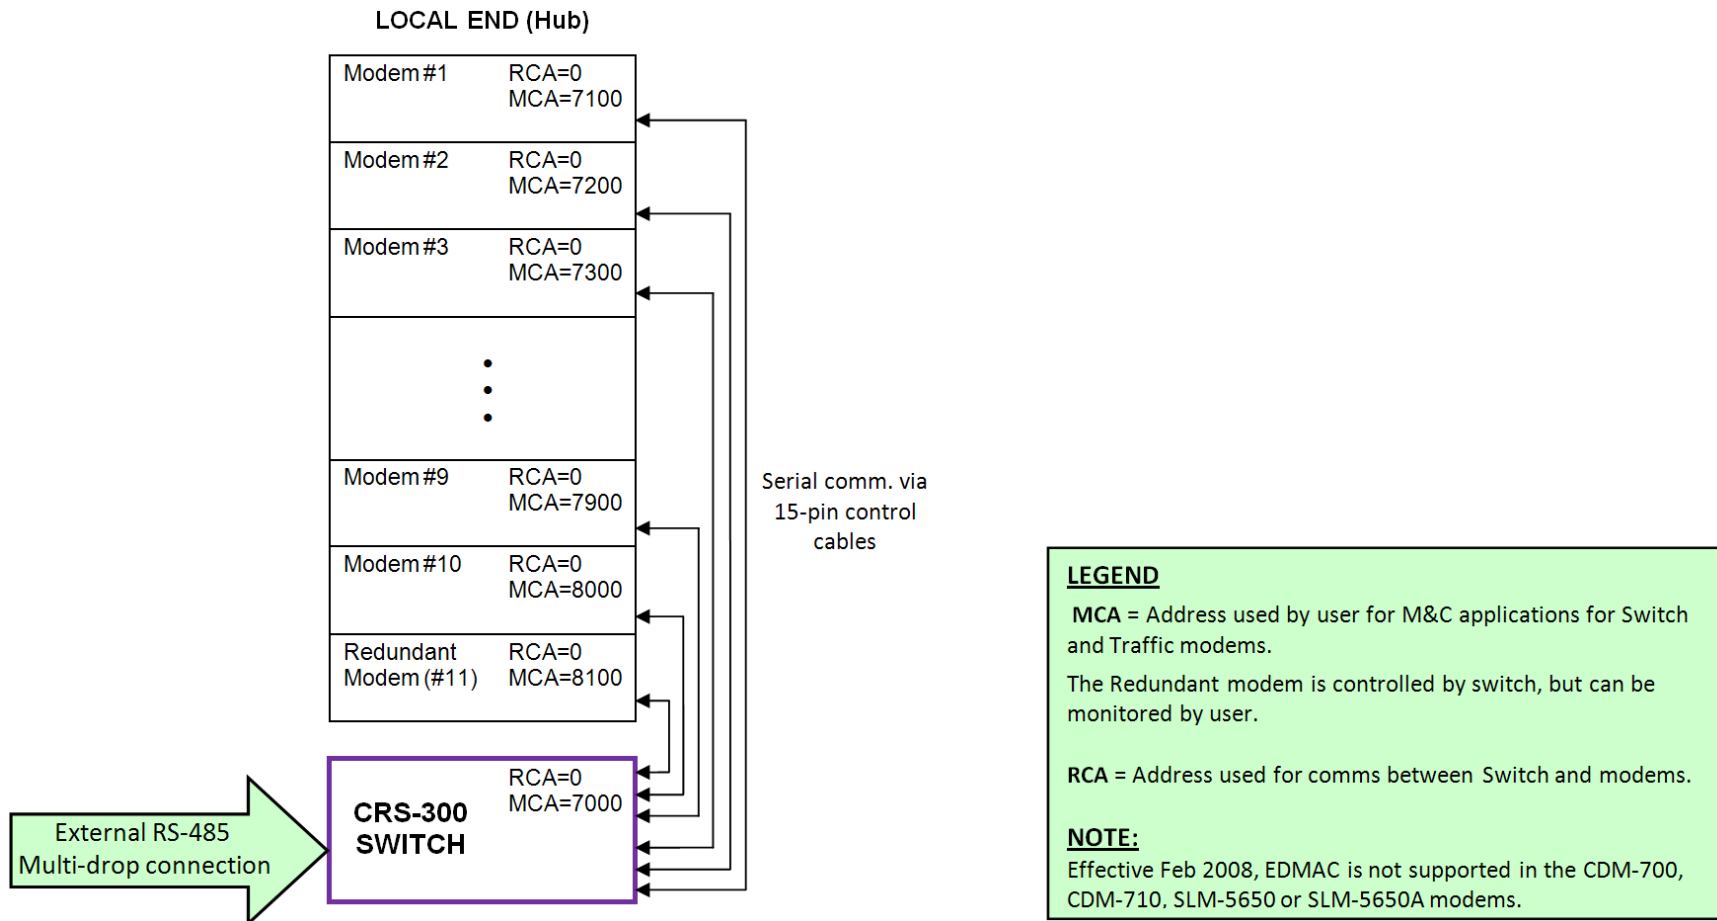 LOCAL END (Hub)
Modem #1 RCA=0
MCA=7100
Modem #2 RCA=0
MCA=7200
Modem #3 RCA=0
MCA=7300
Modem #9 RCA=0
MCA=7900
Modem #10 RCA=0
MCA=8000
Redundant RCA=0
Modem (#11) MCA=8100
Serial comm. via
15-pin control
cables
RCA=0
MCA=7000
CRS-300
SWITCH
External RS-485
Multi-drop connection
LEGEND
MCA = Address used by user for M&C applications for Switch
and Traffic modems.
The Redundant modem is controlled by switch, but can be
monitored by user.
RCA = Address used for comms between Switch and modems.
NOTE:
Effective Feb 2008, EDMAC is not supported in the CDM-700,
CDM-710, SLM-5650 or SLM-5650A modems.